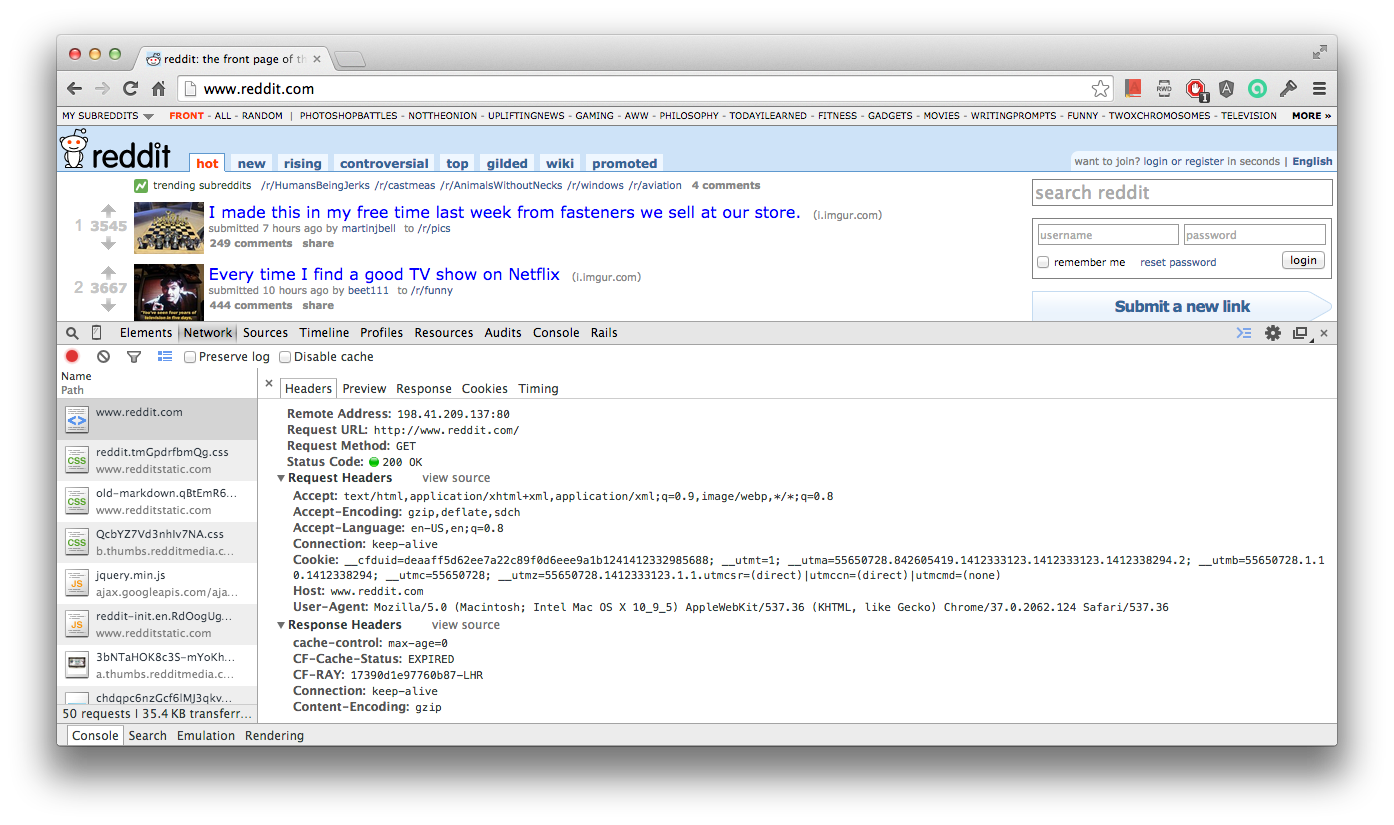 reddit: the front page of th
www.reddit.com
RWD
1
MY SUBREDDITS FRONT - ALL - RANDOM | PHOTOSHOPBATTLES - NOTTHEONION - UPLIFTINGNEWS - GAMING - AWW - PHILOSOPHY - TODAYILEARNED - FITNESS - GADGETS - MOVIES - WRITINGPROMPTS - FUNNY - TWOXCHROMOSOMES - TELEVISION MORE »
reddit hot new rising controversial top gilded wiki promoted
want to join? login or register in seconds | English
trending subreddits /r/HumansBeingJerks /r/castmeas /r/AnimalsWithoutNecks /r/windows /r/aviation 4 comments
search reddit
1 3545 I made this in my free time last week from fasteners we sell at our store. (i.imgur.com)
submitted 7 hours ago by martinjbell to /r/pics
249 comments share
username password
remember me reset password login
2 3667 Every time I find a good TV show on Netflix (i.imgur.com)
submitted 10 hours ago by beet111 to /r/funny
444 comments share
You've seen four years of
television in five days,
Submit a new link
Elements Network Sources Timeline Profiles Resources Audits Console Rails
Preserve log Disable cache
Name
Path
www.reddit.com
reddit.tmGpdrfbmQg.css
www.redditstatic.com
old-markdown.qBtEmR6...
www.redditstatic.com
QcbYZ7Vd3nhIv7NA.css
b.thumbs.redditmedia.c...
jquery.min.js
ajax.googleapis.com/aja...
reddit-init.en.RdOogUg...
www.redditstatic.com
3bNTaHOK8c3S-mYoKh...
a.thumbs.redditmedia.c...
chdqpc6nzGcf6lMJ3qkv...
50 requests | 35.4 KB transferr...
Headers Preview Response Cookies Timing
Remote Address: 198.41.209.137:80
Request URL: http://www.reddit.com/
Request Method: GET
Status Code: 200 OK
Request Headers view source
Accept: text/html,application/xhtml+xml,application/xml;q=0.9,image/webp,*/*;q=0.8
Accept-Encoding: gzip,deflate,sdch
Accept-Language: en-US,en;q=0.8
Connection: keep-alive
Cookie: __cfduid=deaaff5d62ee7a22c89f0d6eee9a1b1241412332985688; __utmt=1; __utma=55650728.842605419.1412333123.1412333123.1412338294.2; __utmb=55650728.1.1
0.1412338294; __utmc=55650728; __utmz=55650728.1412333123.1.1.utmcsr=(direct)|utmccn=(direct)|utmcmd=(none)
Host: www.reddit.com
User-Agent: Mozilla/5.0 (Macintosh; Intel Mac OS X 10_9_5) AppleWebKit/537.36 (KHTML, like Gecko) Chrome/37.0.2062.124 Safari/537.36
Response Headers view source
cache-control: max-age=0
CF-Cache-Status: EXPIRED
CF-RAY: 17390d1e97760b87-LHR
Connection: keep-alive
Content-Encoding: gzip
Console Search Emulation Rendering